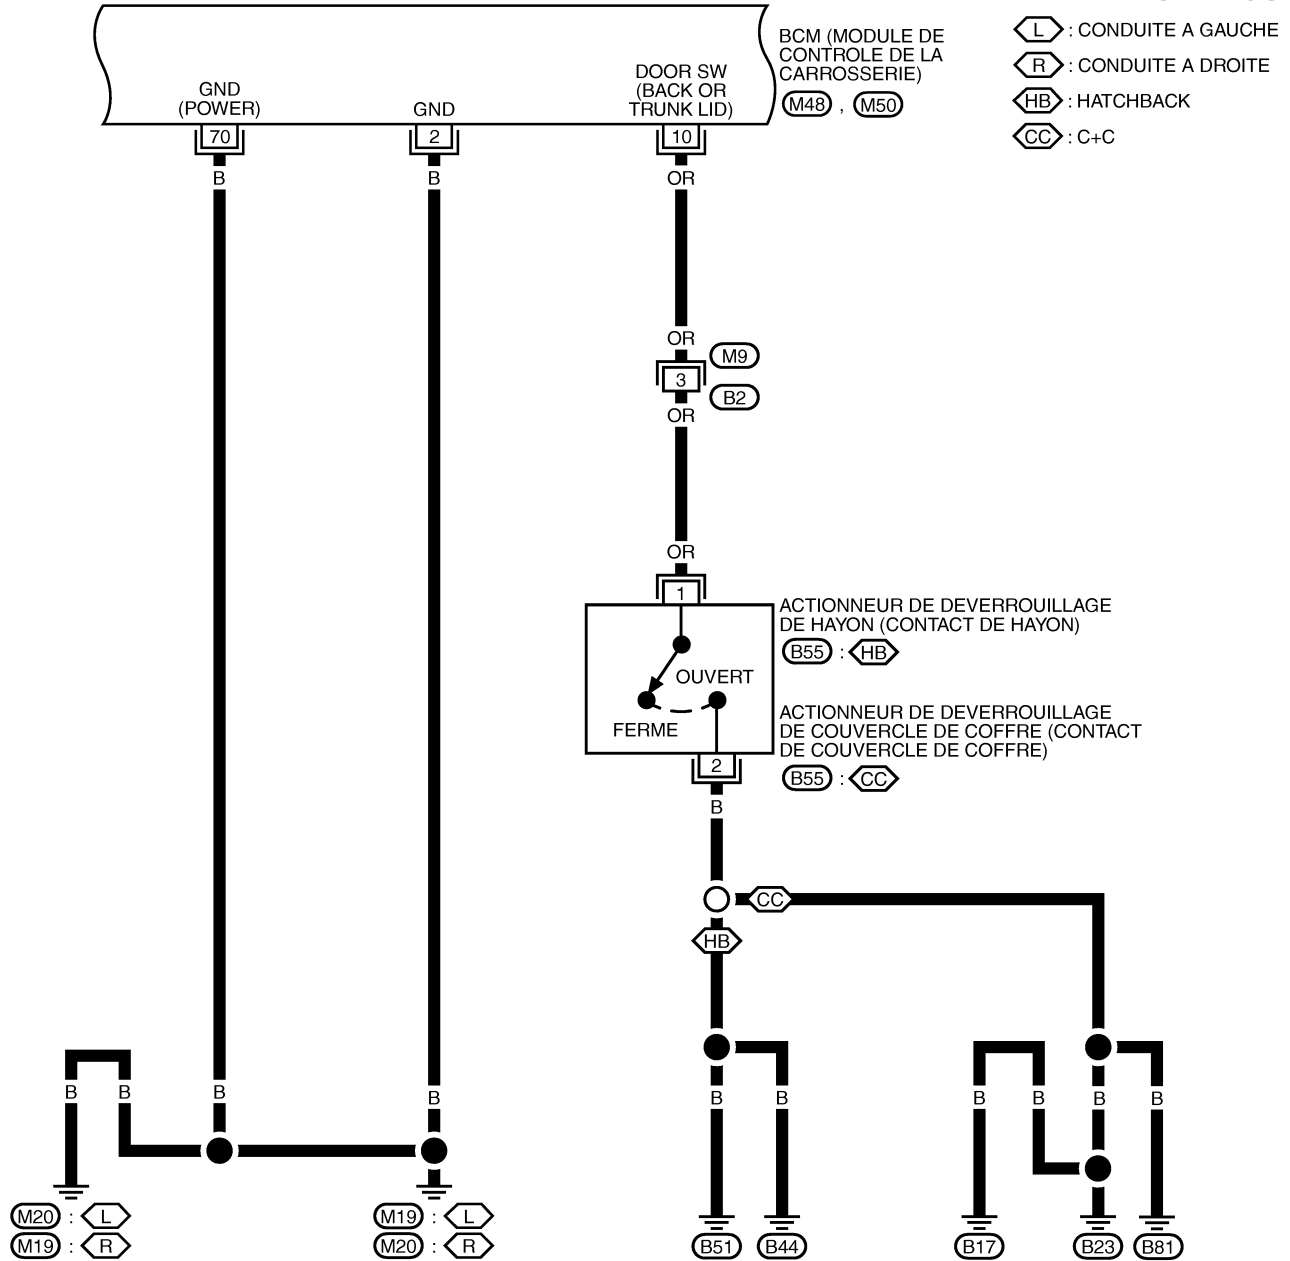 BCM (MODULE DE
CONTROLE DE LA
CARROSSERIE)
M48 , M50
L : CONDUITE A GAUCHE
R : CONDUITE A DROITE
HB : HATCHBACK
CC : C+C
GND
(POWER)
GND
DOOR SW
(BACK OR
TRUNK LID)
70
2
10
B
B
OR
OR
M9
3
B2
OR
OR
1
ACTIONNEUR DE DEVERROUILLAGE
DE HAYON (CONTACT DE HAYON)
B55 : HB
OUVERT
FERME
ACTIONNEUR DE DEVERROUILLAGE
DE COUVERCLE DE COFFRE (CONTACT
DE COUVERCLE DE COFFRE)
B55 : CC
2
B
CC
HB
B
B
B
B
B
B
B
B
B
B
M20 : L
M19 : R
M19 : L
M20 : R
B51
B44
B17
B23
B81